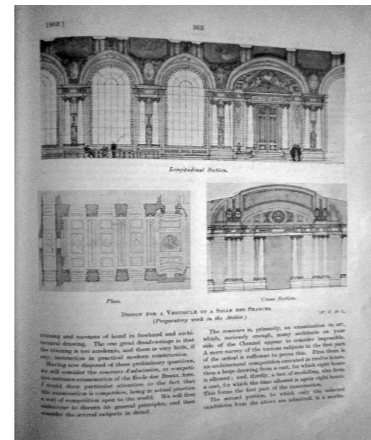 1902 ]
303
Longitudinal Section.
Plan.
Cross Section.
DESIGN FOR A VESTIBULE TO A SALLE DES SÉANCES.
(Preparatory work in the Atelier.)
training and sureness of hand in freehand and archi-
tectural drawing. The one great disadvantage is that
the training is too academic, and there is very little, if
any, instruction in practical modern construction.
Having now disposed of these preliminary questions,
we will consider the concours d'admission, or competi-
tive entrance examination of the Ecole des Beaux Arts.
I would draw particular attention to the fact that
this examination is competitive, being in actual practice
a sort of competition open to the world. We will first
endeavour to discuss its general principles, and then
consider the several subjects in detail.
The concours is, primarily, an examination in art,
which, curiously enough, many architects on your
side of the Channel appear to consider impossible.
A mere survey of the various subjects in the first part
of the ordeal is sufficient to prove this. First there is
an architectural composition executed in twelve hours,
then a large drawing from a cast, for which eight hours
is allowed; and, thirdly, a test of modelling, also from
a cast, for which the time allowed is again eight hours.
This forms the first part of the examination.
The second portion, to which only the selected
candidates from the above are admitted, is a mathe-